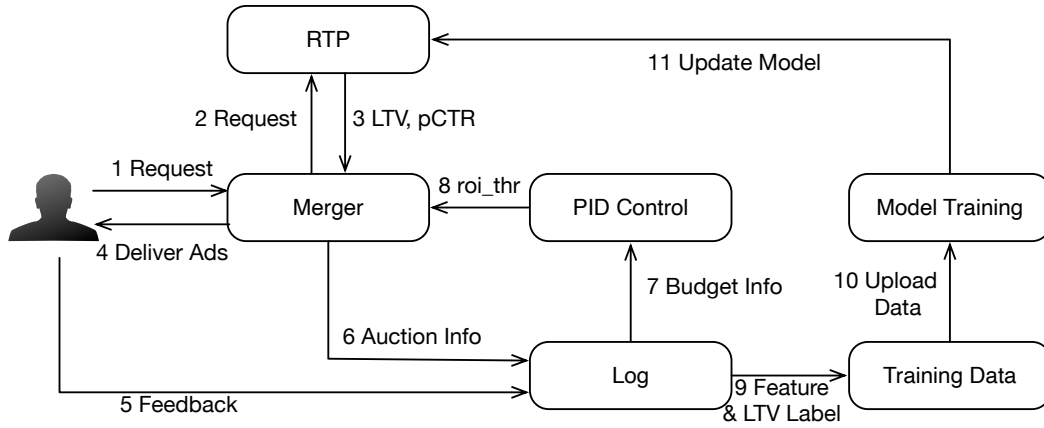 RTP
11 Update Model
2 Request
3 LTV, pCTR
1 Request
8 roi_thr
Merger
PID Control
Model Training
4 Deliver Ads
7 Budget Info
10 Upload
Data
6 Auction Info
Log
Training Data
9 Feature
& LTV Label
5 Feedback